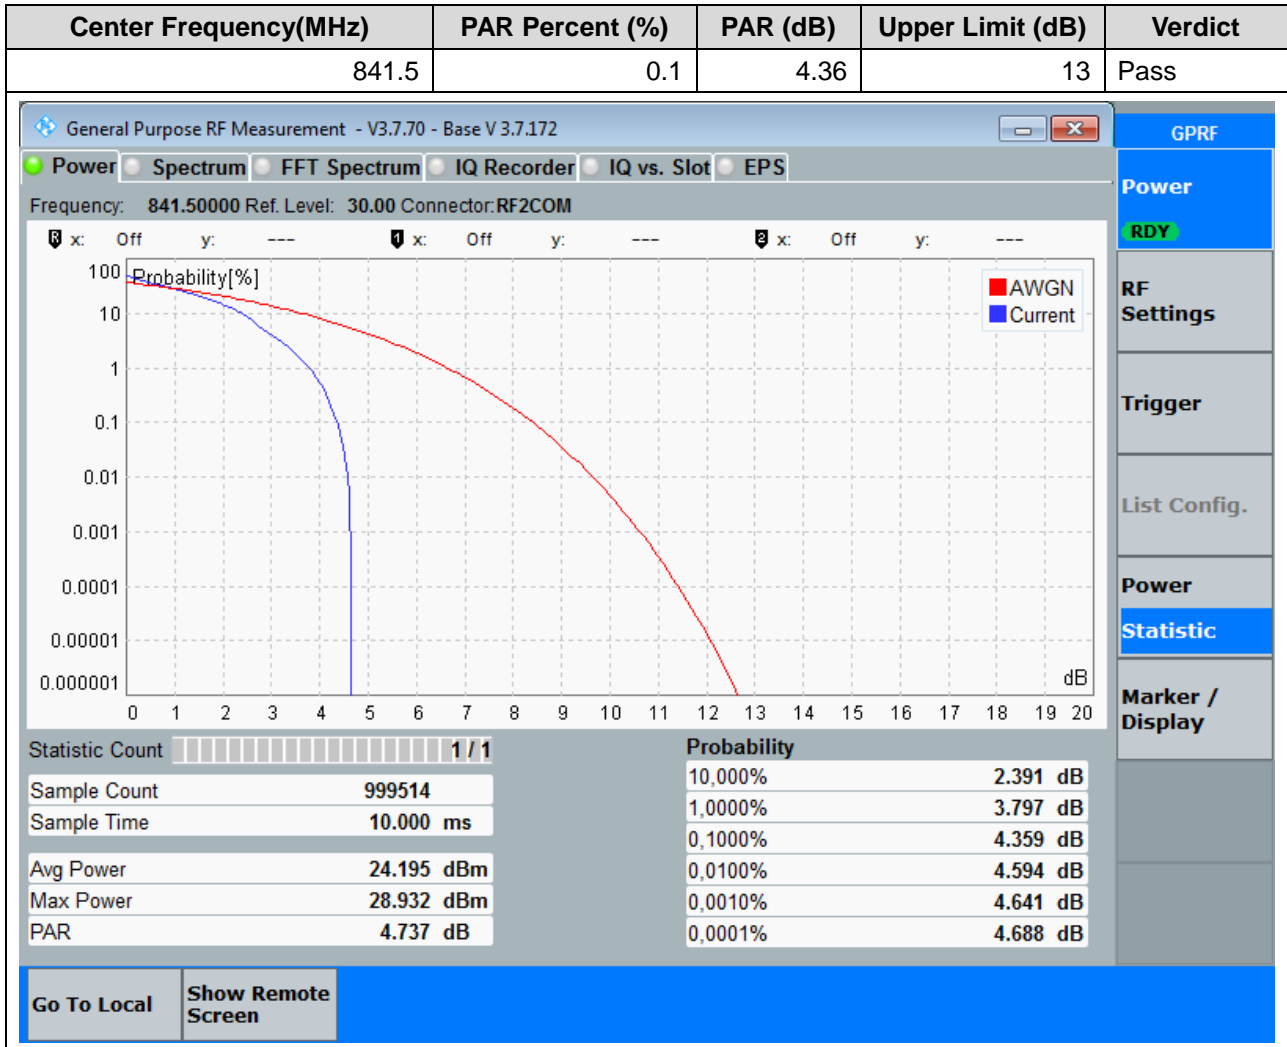 Center Frequency(MHz) PAR Percent (%) PAR (dB) Upper Limit (dB) Verdict
841.5 0.1 4.36 13 Pass
General Purpose RF Measurement - V3.7.70 - Base V 3.7.172
GPRF
Power Spectrum FFT Spectrum IQ Recorder IQ vs. Slot EPS
Frequency: 841.50000 Ref. Level: 30.00 Connector:RF2COM
R x: Off y: --- 1 x: Off y: --- 2 x: Off y: ---
Probability[%]
AWGN
Current
100
10
1
0.1
0.01
0.001
0.0001
0.00001
0.000001
dB
0 1 2 3 4 5 6 7 8 9 10 11 12 13 14 15 16 17 18 19 20
Statistic Count 1 / 1
Sample Count 999514
Sample Time 10.000 ms
Avg Power 24.195 dBm
Max Power 28.932 dBm
PAR 4.737 dB
Probability
10,000% 2.391 dB
1,0000% 3.797 dB
0,1000% 4.359 dB
0,0100% 4.594 dB
0,0010% 4.641 dB
0,0001% 4.688 dB
Power
RDY
RF
Settings
Trigger
List Config.
Power
Statistic
Marker /
Display
Go To Local
Show Remote
Screen